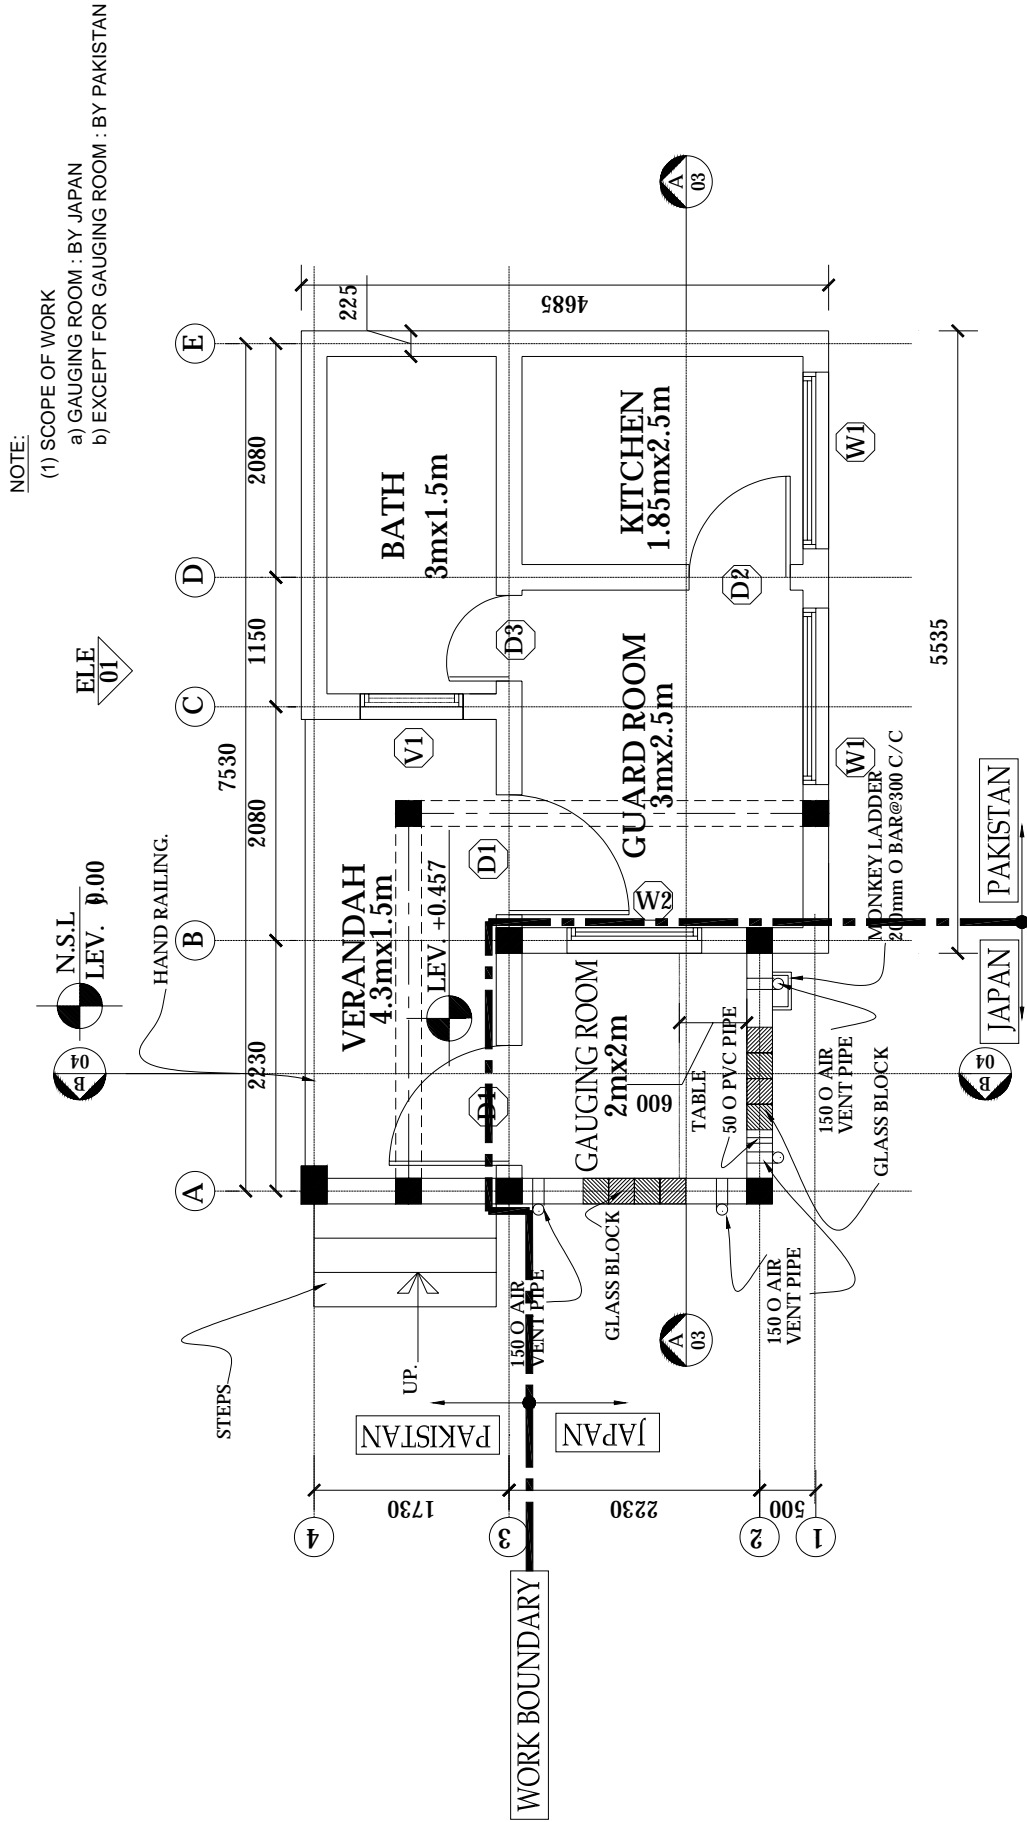 NOTE:
(1) SCOPE OF WORK
a) GAUGING ROOM : BY JAPAN
b) EXCEPT FOR GAUGING ROOM : BY PAKISTAN
N.S.L
LEV. 0.00
ELE
01
B
04
HAND RAILING.
7530
2230
2080
1150
2080
A
B
C
D
E
225
4685
STEPS
UP.
VERANDAH
4.3mx1.5m
LEV. +0.457
V1
BATH
3mx1.5m
D1
D1
D3
GAUGING ROOM
2mx2m
600
W2
GUARD ROOM
3mx2.5m
KITCHEN
1.85mx2.5m
D2
A
03
A
03
TABLE
50 O PVC PIPE
150 O AIR
VENT PIPE
GLASS BLOCK
150 O AIR
VENT PIPE
150 O AIR
VENT PIPE
GLASS BLOCK
MONKEY LADDER
20mm O BAR@300 C/C
W1
W1
5535
B
04
PAKISTAN
JAPAN
JAPAN
PAKISTAN
1730
2230
500
4
3
2
1
WORK BOUNDARY